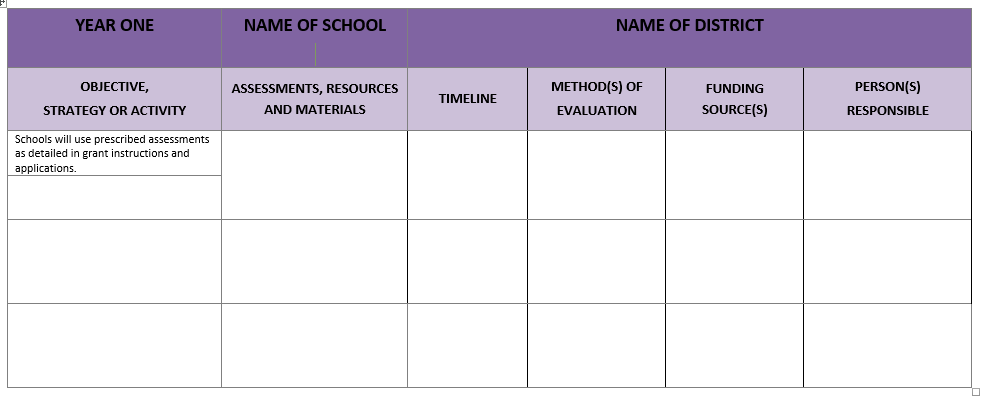 YEAR ONE
NAME OF SCHOOL
NAME OF DISTRICT
OBJECTIVE,
STRATEGY OR ACTIVITY
ASSESSMENTS, RESOURCES
AND MATERIALS
TIMELINE
METHOD(S) OF
EVALUATION
FUNDING
SOURCE(S)
PERSON(S)
RESPONSIBLE
Schools will use prescribed assessments
as detailed in grant instructions and
applications.